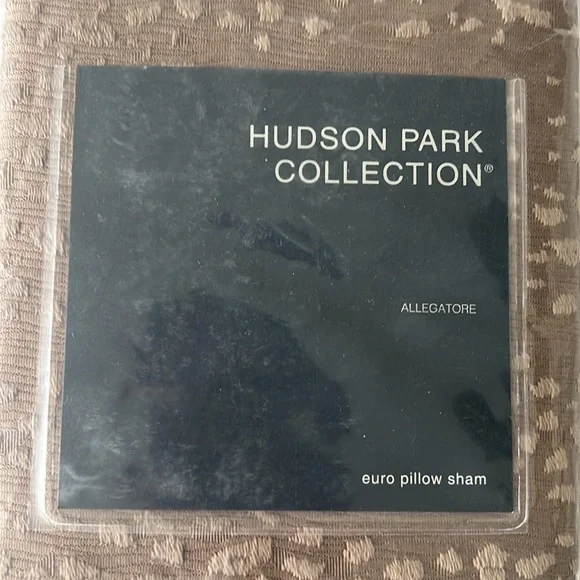 HUDSON PARK
COLLECTION®
ALLEGATORE
euro pillow sham